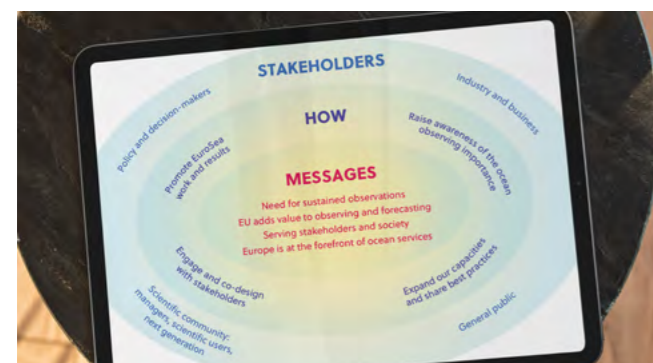 STAKEHOLDERS
Policy and decision-makers
Industry and business
HOW
Promote EuroSea
work and results
Raise awareness of the ocean
observing importance
MESSAGES
Need for sustained observations
EU adds value to observing and forecasting
Serving stakeholders and society
Europe is at the forefront of ocean services
Engage and co-design
with stakeholders
Expand our capacities
and share best practices
Scientific community:
managers, scientific users,
next generation
General public